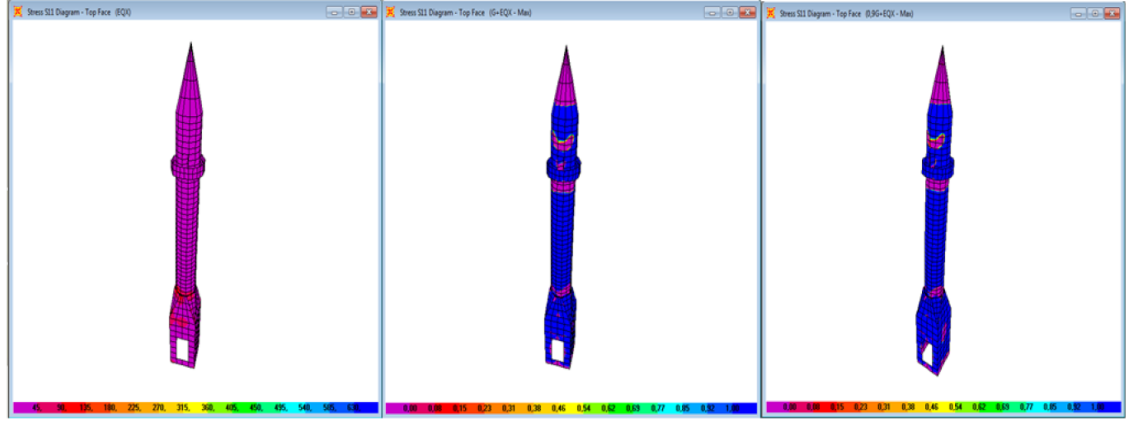 Stress S11 Diagram - Top Face (EQX)
Stress S11 Diagram - Top Face (G+EQX - Max)
Stress S11 Diagram - Top Face (0,9G+EQX - Max)
45, 90, 135, 180, 225, 270, 315, 360, 405, 450, 495, 540, 585, 630,
0,00 0,08 0,15 0,23 0,31 0,38 0,46 0,54 0,62 0,69 0,77 0,85 0,92 1,00
0,00 0,08 0,15 0,23 0,31 0,38 0,46 0,54 0,62 0,69 0,77 0,85 0,92 1,00